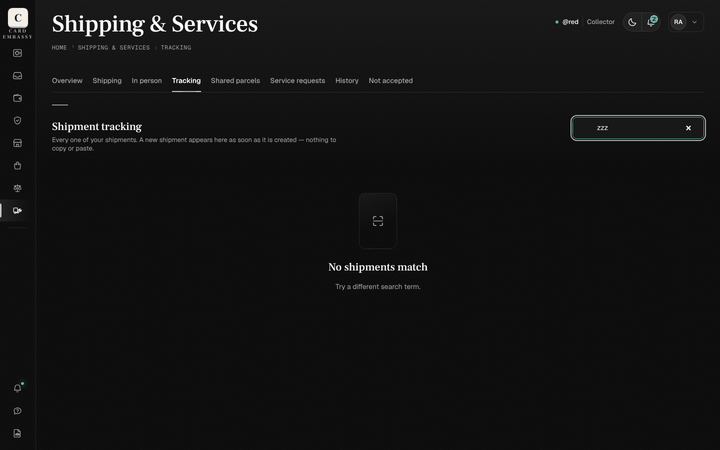 C
CARD
EMBASSY
Shipping & Services
HOME › SHIPPING & SERVICES › TRACKING
@red
Collector
2
RA
Overview
Shipping
In person
Tracking
Shared parcels
Service requests
History
Not accepted
Shipment tracking
Every one of your shipments. A new shipment appears here as soon as it is created — nothing to
copy or paste.
zzz
No shipments match
Try a different search term.